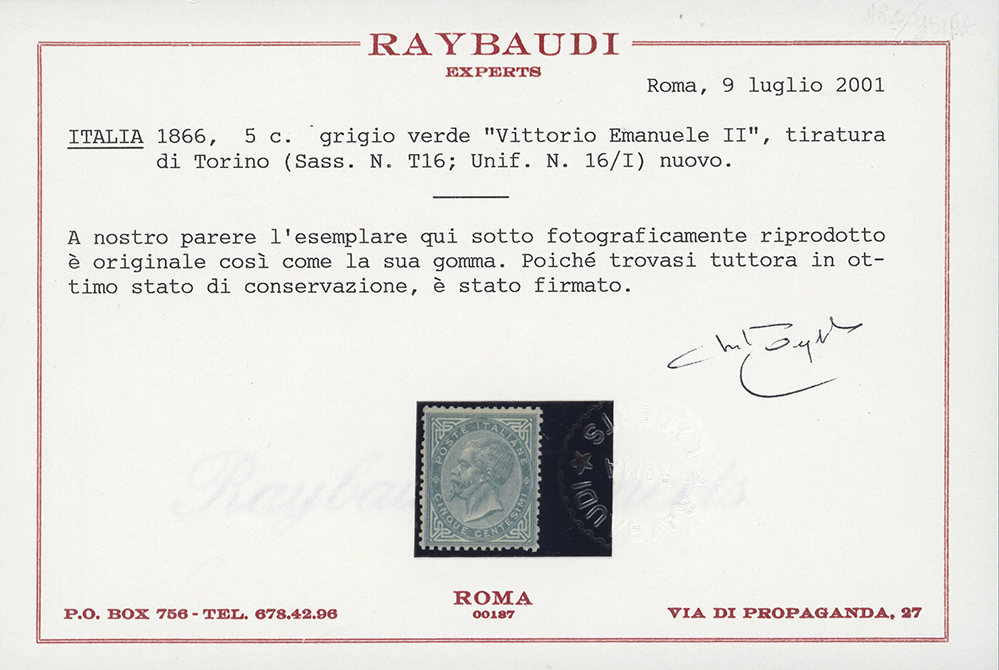 RAYBAUDI
EXPERTS
Roma, 9 luglio 2001
ITALIA 1866, 5 c. grigio verde "Vittorio Emanuele II", tiratura
di Torino (Sass. N. T16; Unif. N. 16/I) nuovo.
A nostro parere l'esemplare qui sotto fotograficamente riprodotto
è originale così come la sua gomma. Poiché trovasi tuttora in ot-
timo stato di conservazione, è stato firmato.
POSTE ITALIANE
CINQUE CENTESIMI
Raybaudi Experts
ROMA
00187
P.O. BOX 756 - TEL. 678.42.96
VIA DI PROPAGANDA, 27